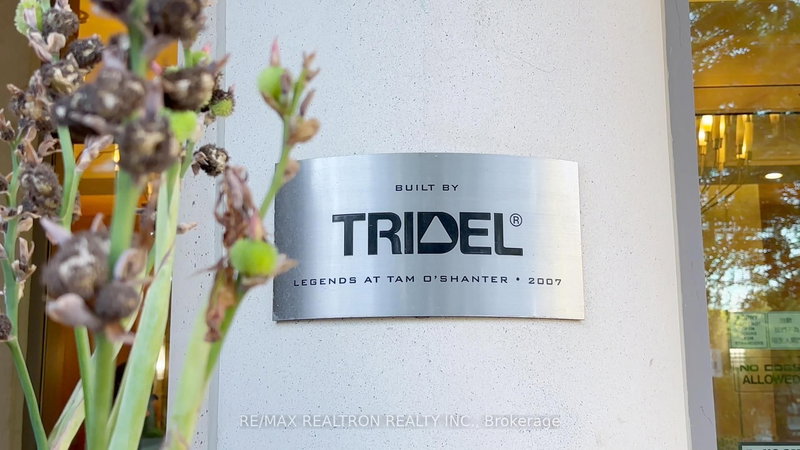 BUILT BY
TRIDEL®
LEGENDS AT TAM O'SHANTER • 2007
NO DOGS
ALLOWED
RE/MAX REALTRON REALTY INC., Brokerage